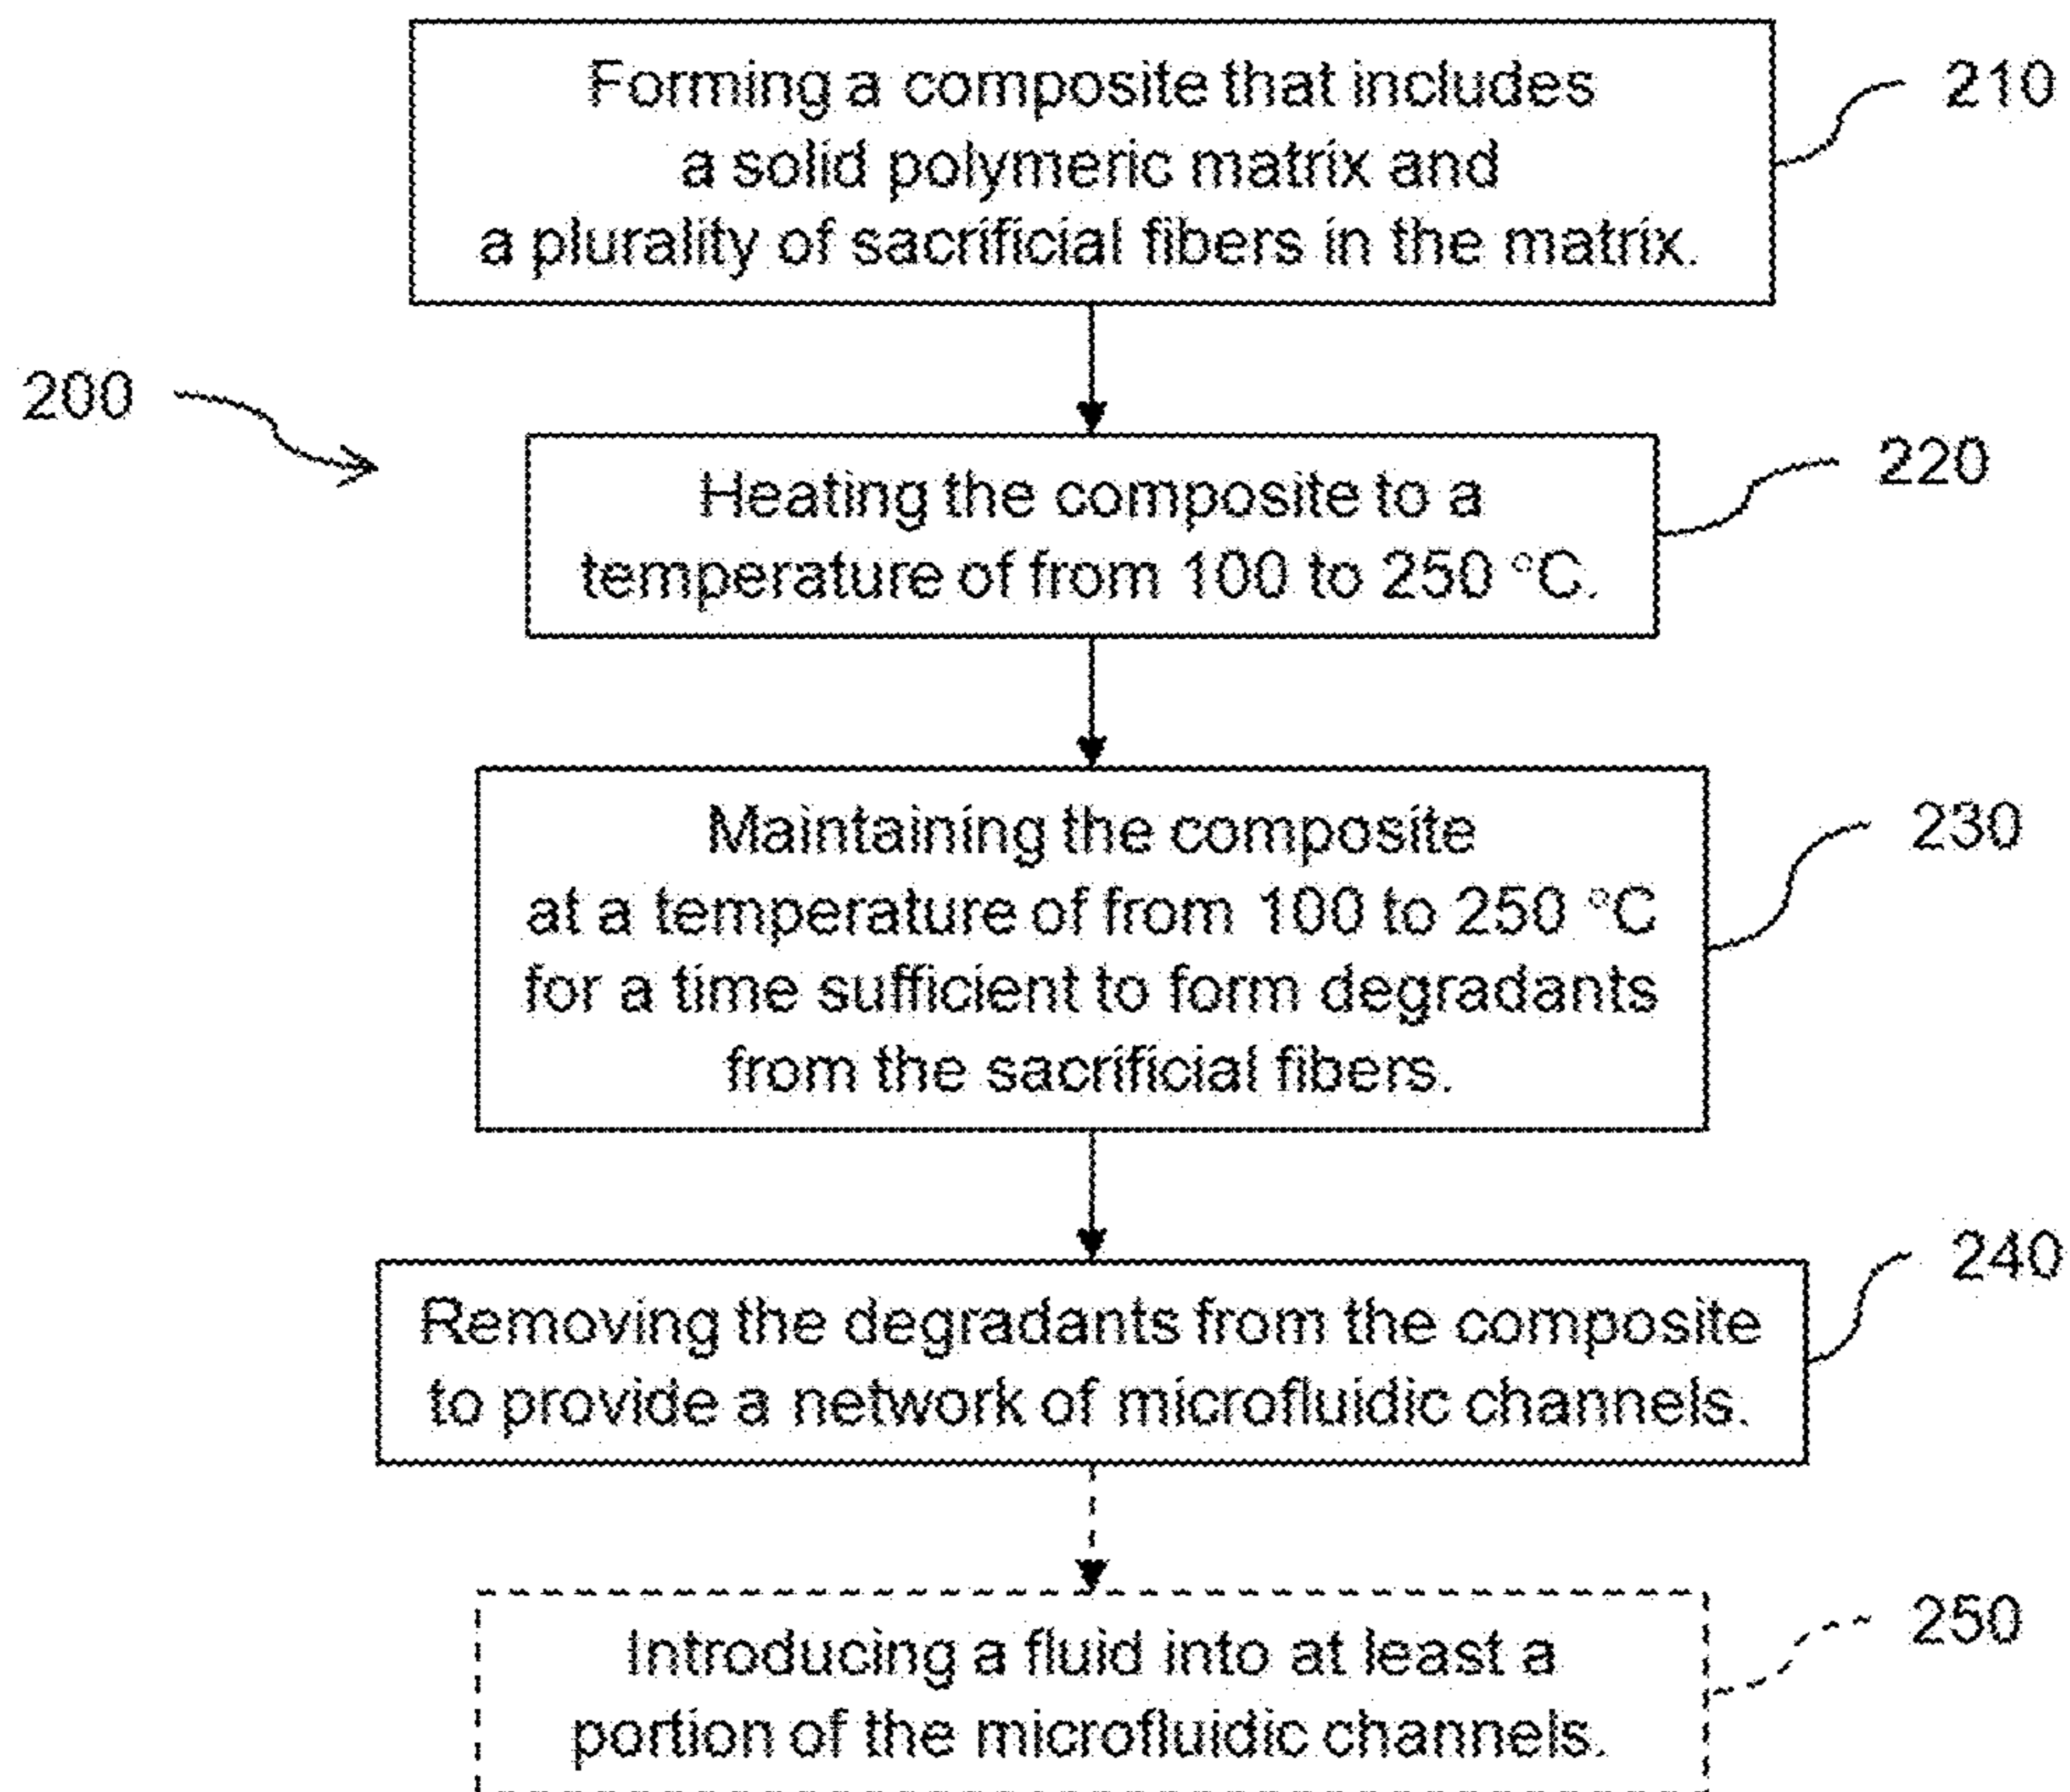 Forming a composite that includes
a solid polymeric matrix and
a plurality of sacrificial fibers in the matrix.
210
200
Heating the composite to a
temperature of from 100 to 250 °C.
220
Maintaining the composite
at a temperature of from 100 to 250 °C
for a time sufficient to form degradants
from the sacrificial fibers.
230
Removing the degradants from the composite
to provide a network of microfluidic channels.
240
Introducing a fluid into at least a
portion of the microfluidic channels.
250